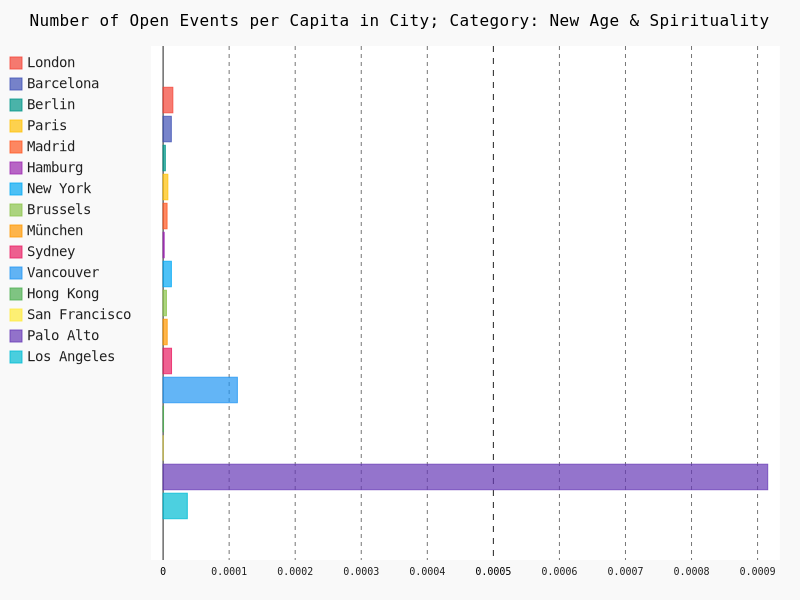 Number of Open Events per Capita in City; Category: New Age & Spirituality
London
Barcelona
Berlin
Paris
Madrid
Hamburg
New York
Brussels
München
Sydney
Vancouver
Hong Kong
San Francisco
Palo Alto
Los Angeles
0 0.0001 0.0002 0.0003 0.0004 0.0005 0.0006 0.0007 0.0008 0.0009